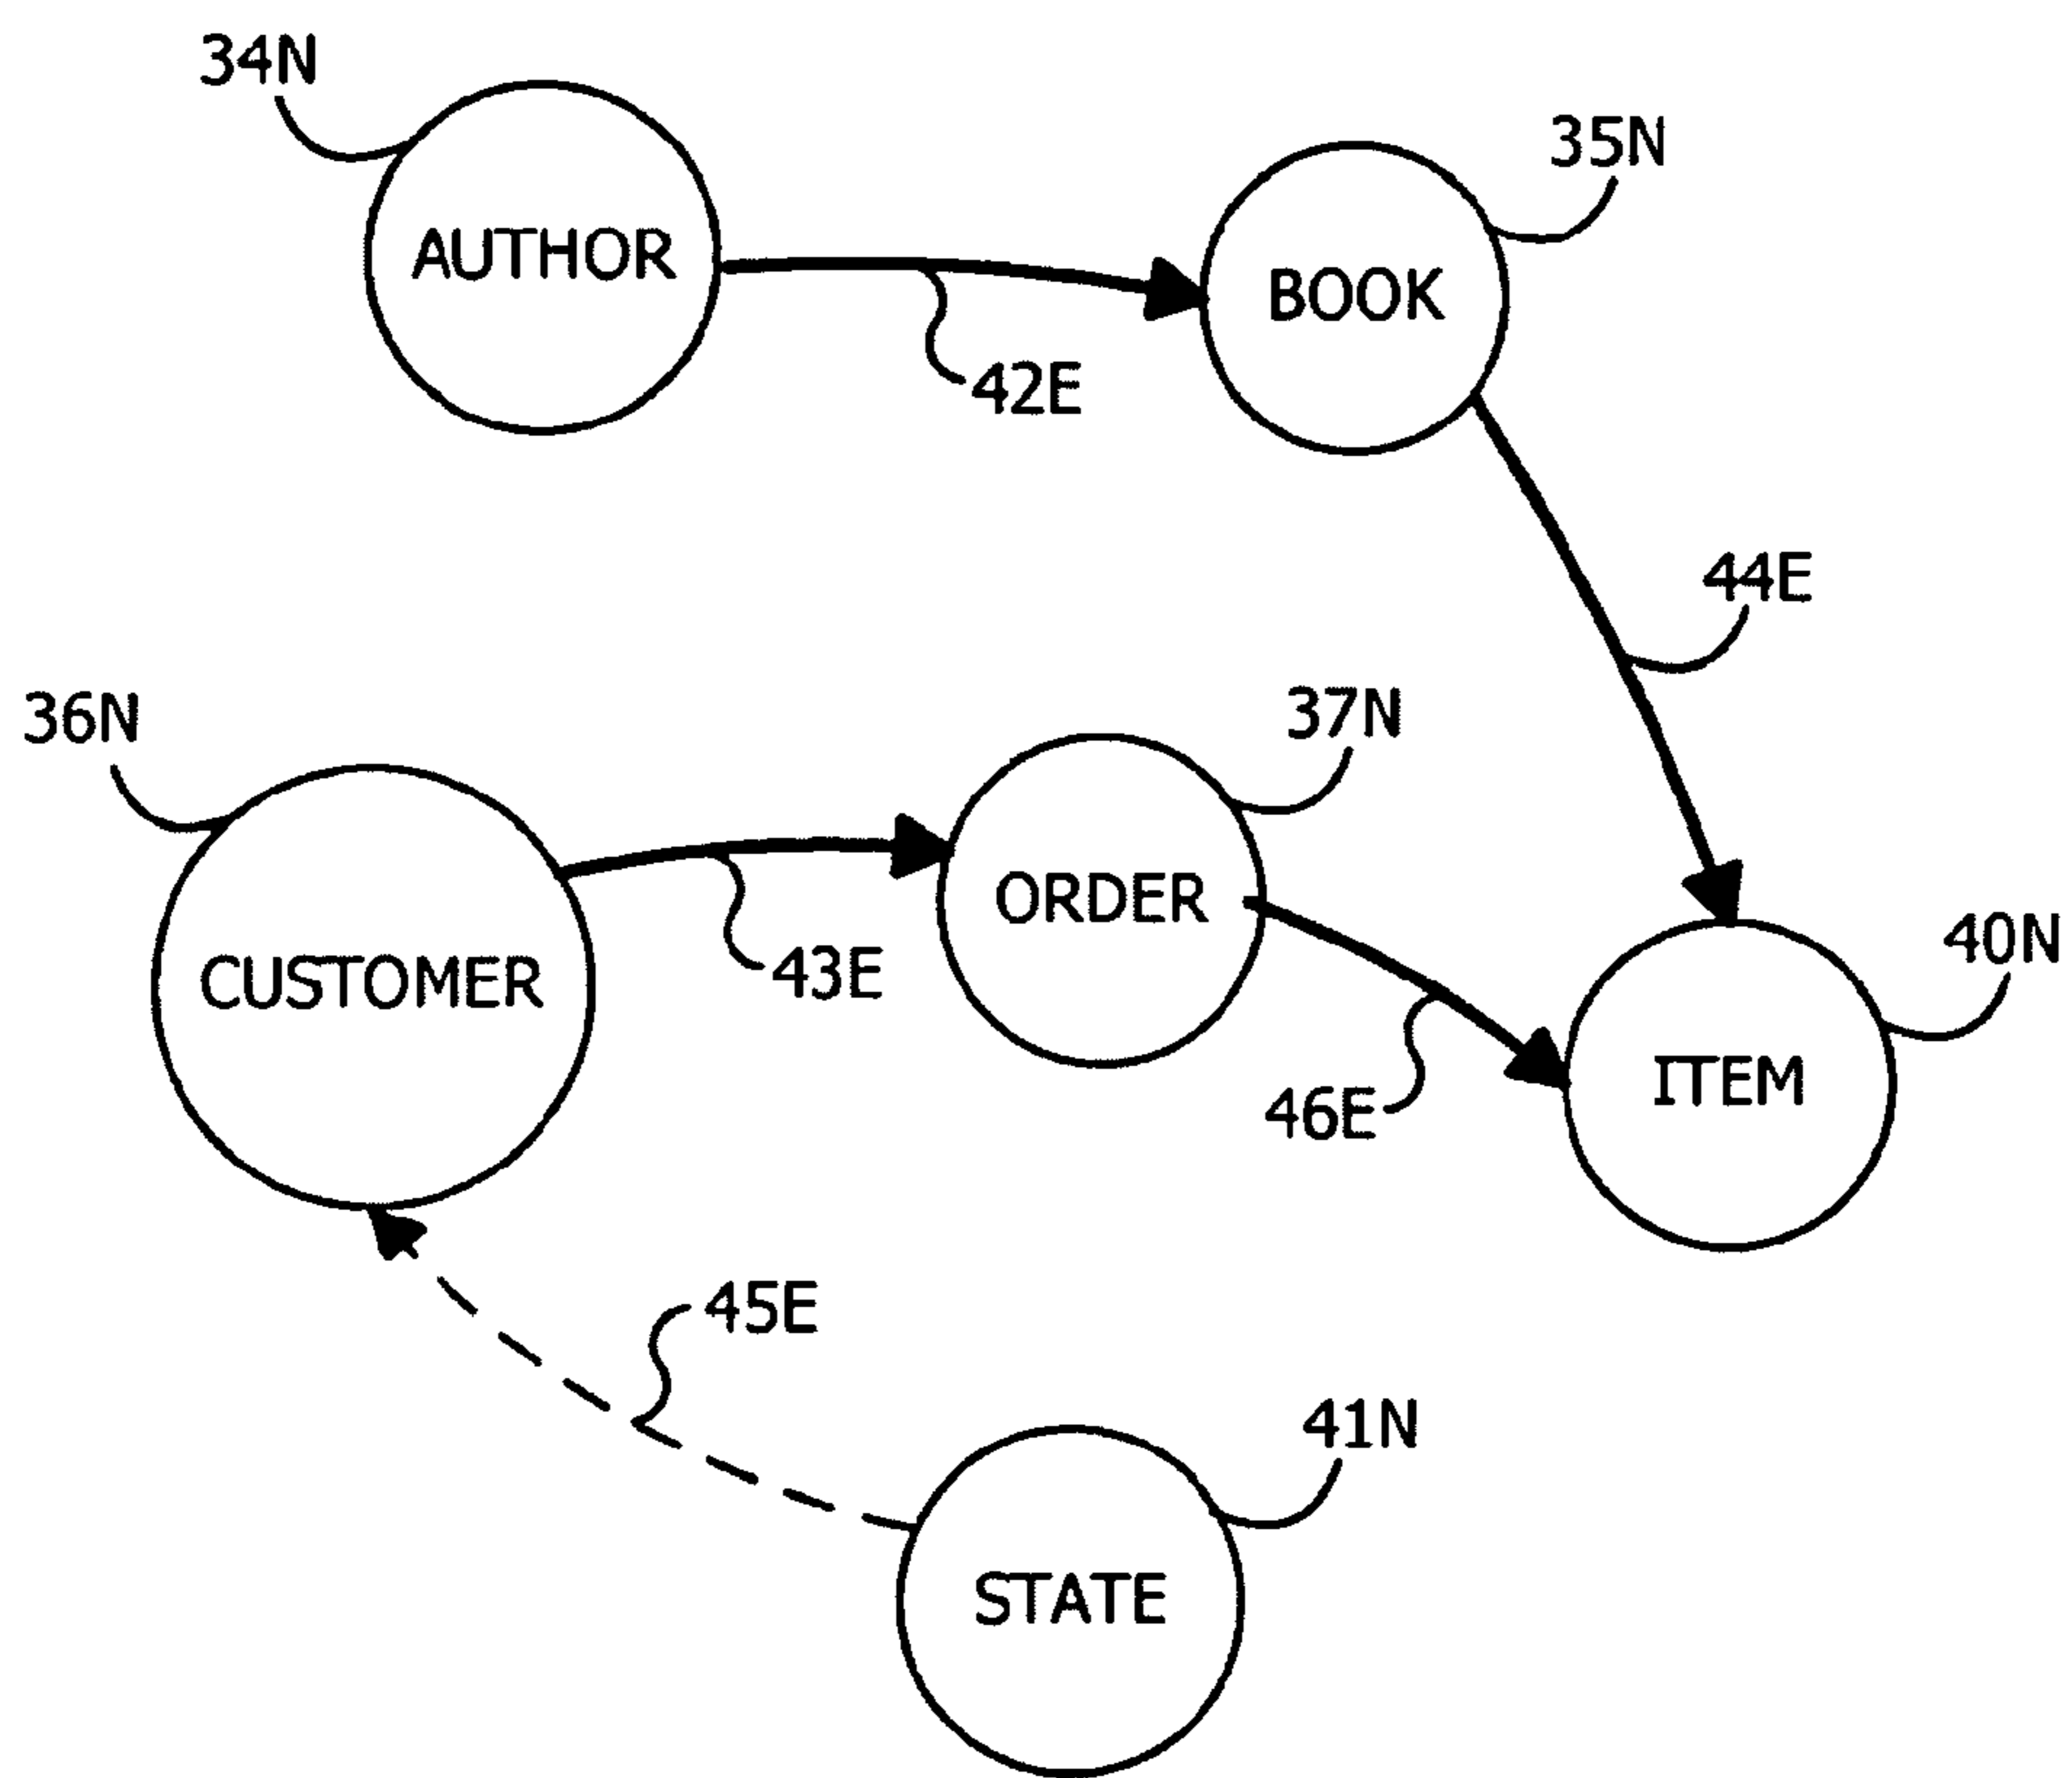 34N
35N
AUTHOR
BOOK
42E
44E
36N
37N
ORDER
40N
CUSTOMER
43E
ITEM
46E
45E
41N
STATE